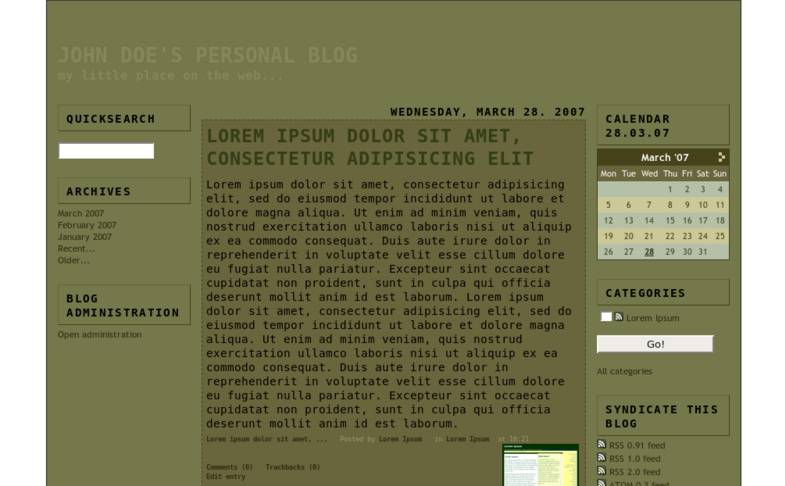 JOHN DOE'S PERSONAL BLOG
my little place on the web...
QUICKSEARCH
ARCHIVES
March 2007
February 2007
January 2007
Recent...
Older...
BLOG
ADMINISTRATION
Open administration
WEDNESDAY, MARCH 28. 2007
LOREM IPSUM DOLOR SIT AMET,
CONSECTETUR ADIPISICING ELIT
Lorem ipsum dolor sit amet, consectetur adipisicing
elit, sed do eiusmod tempor incididunt ut labore et
dolore magna aliqua. Ut enim ad minim veniam, quis
nostrud exercitation ullamco laboris nisi ut aliquip
ex ea commodo consequat. Duis aute irure dolor in
reprehenderit in voluptate velit esse cillum dolore
eu fugiat nulla pariatur. Excepteur sint occaecat
cupidatat non proident, sunt in culpa qui officia
deserunt mollit anim id est laborum. Lorem ipsum
dolor sit amet, consectetur adipisicing elit, sed do
eiusmod tempor incididunt ut labore et dolore magna
aliqua. Ut enim ad minim veniam, quis nostrud
exercitation ullamco laboris nisi ut aliquip ex ea
commodo consequat. Duis aute irure dolor in
reprehenderit in voluptate velit esse cillum dolore
eu fugiat nulla pariatur. Excepteur sint occaecat
cupidatat non proident, sunt in culpa qui officia
deserunt mollit anim id est laborum.
Lorem ipsum dolor sit amet, ... Posted by Lorem Ipsum in Lorem Ipsum at 16:21
Comments (0) Trackbacks (0)
Edit entry
CALENDAR
28.03.07
March '07
Mon Tue Wed Thu Fri Sat Sun
1 2 3 4
5 6 7 8 9 10 11
12 13 14 15 16 17 18
19 20 21 22 23 24 25
26 27 28 29 30 31
CATEGORIES
Lorem Ipsum
Go!
All categories
SYNDICATE THIS
BLOG
RSS 0.91 feed
RSS 1.0 feed
RSS 2.0 feed
ATOM 0.3 feed